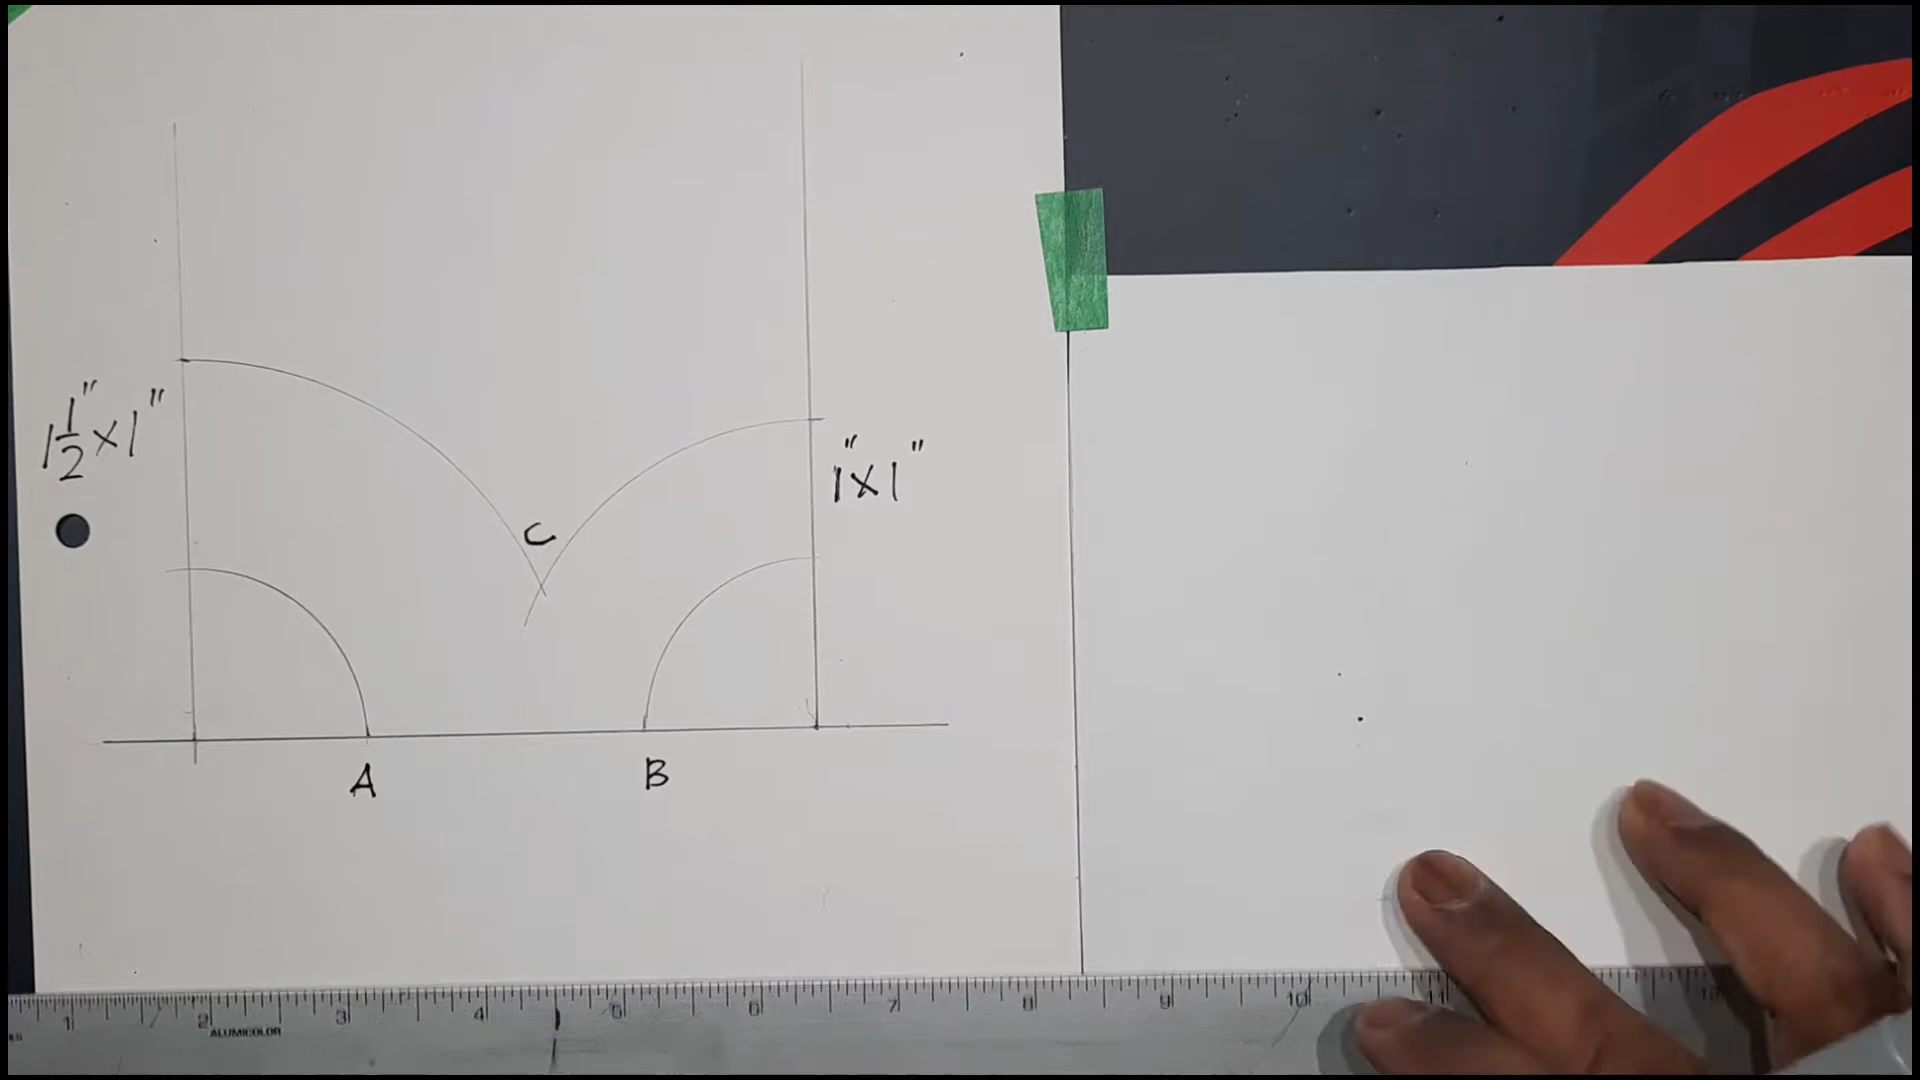 1 1/2" x 1"
1" x 1"
C
A
B
1 2 3 4 5 6 7 8 9 10 11
ALUMICOLOR